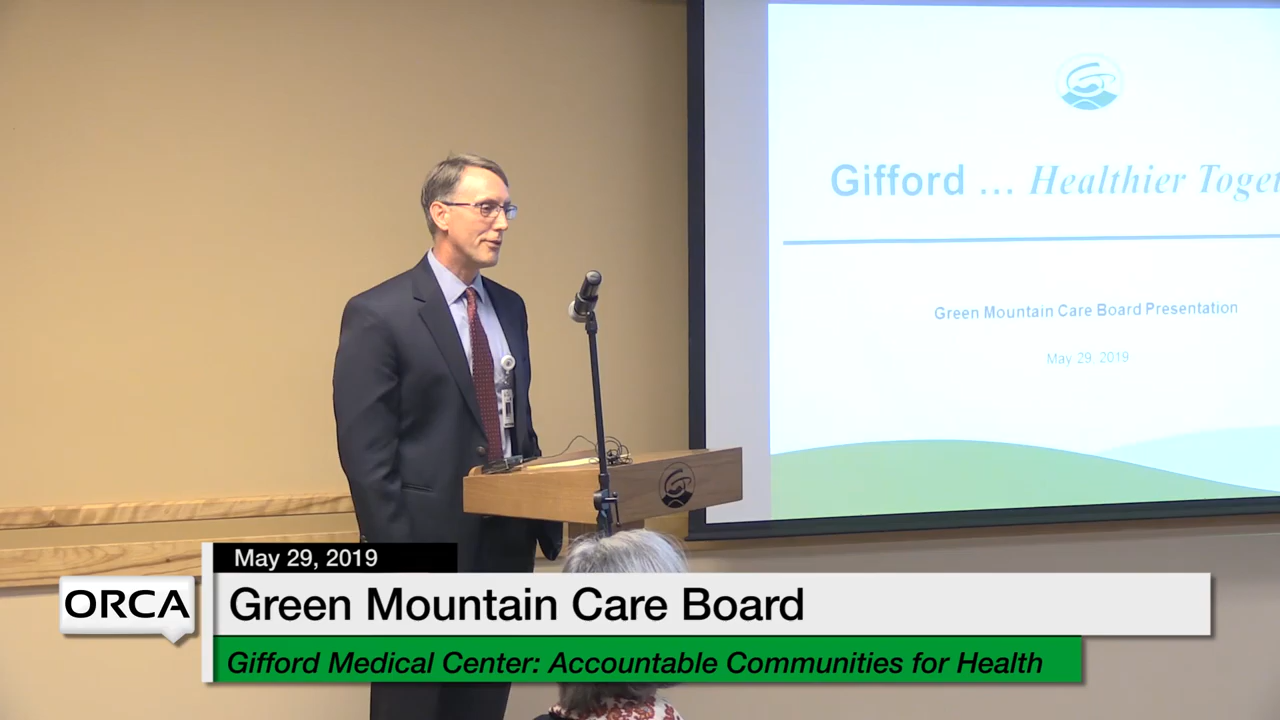 Gifford ... Healthier Toget
Green Mountain Care Board Presentation
May 29, 2019
May 29, 2019
ORCA
Green Mountain Care Board
Gifford Medical Center: Accountable Communities for Health